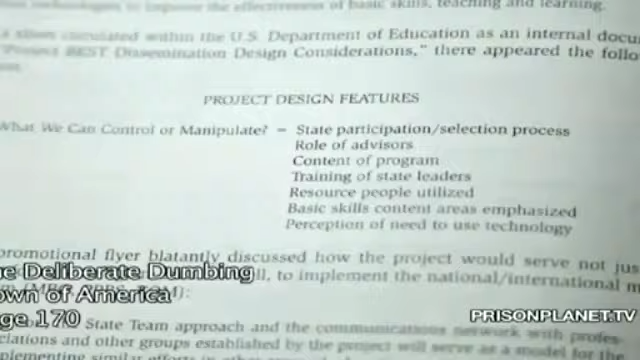 technologies to improve the effectiveness of basic skills, teaching and learning.
circulated within the U.S. Department of Education as an internal docu
Project BEST Dissemination Design Considerations," there appeared the follo
PROJECT DESIGN FEATURES
What We Can Control or Manipulate? = State participation/selection process
Role of advisors
Content of program
Training of state leaders
Resource people utilized
Basic skills content areas emphasized
Perception of need to use technology
promotional flyer blatantly discussed how the project would serve not jus
to implement the national/international m
e Deliberate Dumbing
own of America
ge 170
PRISONPLANET.TV
State Team approach and the communications network with profes-
ciations and other groups established by the project will serve as a model for the
plementing similar efforts in other